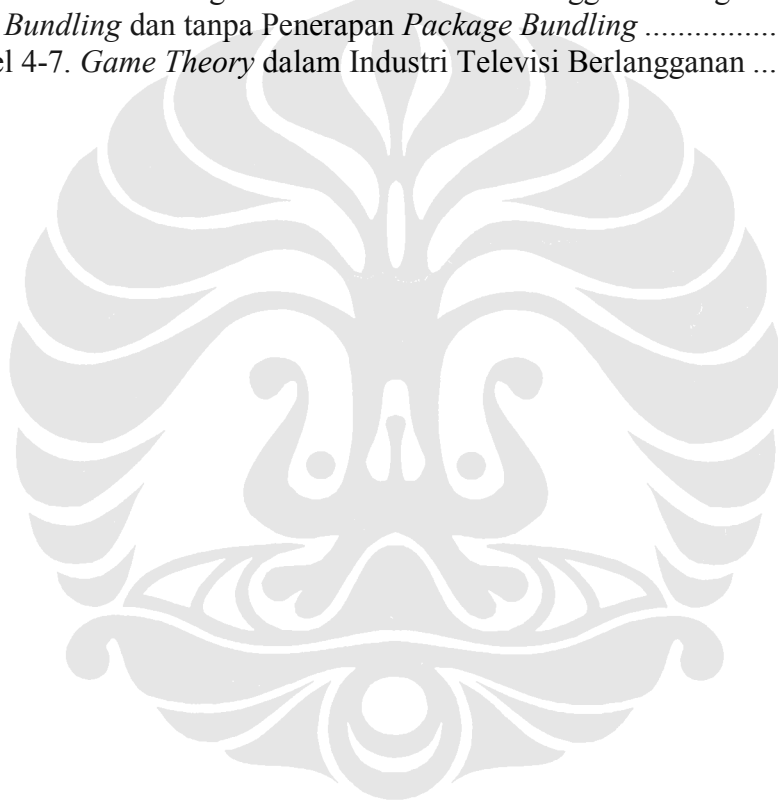 Bundling dan tanpa Penerapan Package Bundling .................
el 4-7. Game Theory dalam Industri Televisi Berlangganan ...